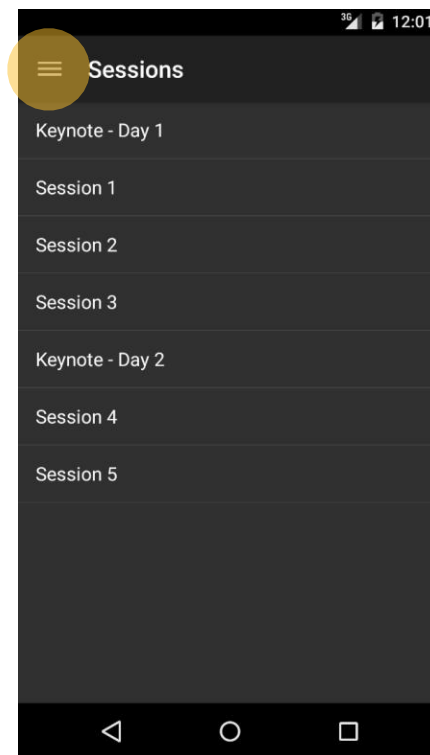 3G 12:01
Sessions
Keynote - Day 1
Session 1
Session 2
Session 3
Keynote - Day 2
Session 4
Session 5